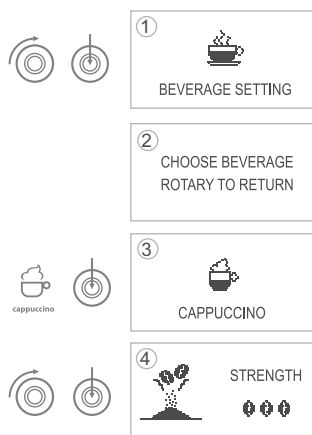 ①
BEVERAGE SETTING
②
CHOOSE BEVERAGE
ROTARY TO RETURN
③
cappuccino
CAPPUCCINO
④
STRENGTH